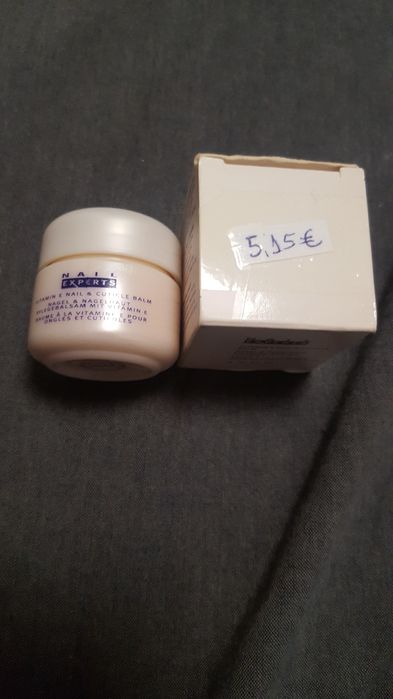 NAIL
EXPERTS
VITAMIN E NAIL & CUTICLE BALM
NAGEL & NAGELHAUT
PFLEGEBALSAM MIT VITAMIN E
BAUME À LA VITAMINE E POUR
ONGLES ET CUTICULES
5,15€